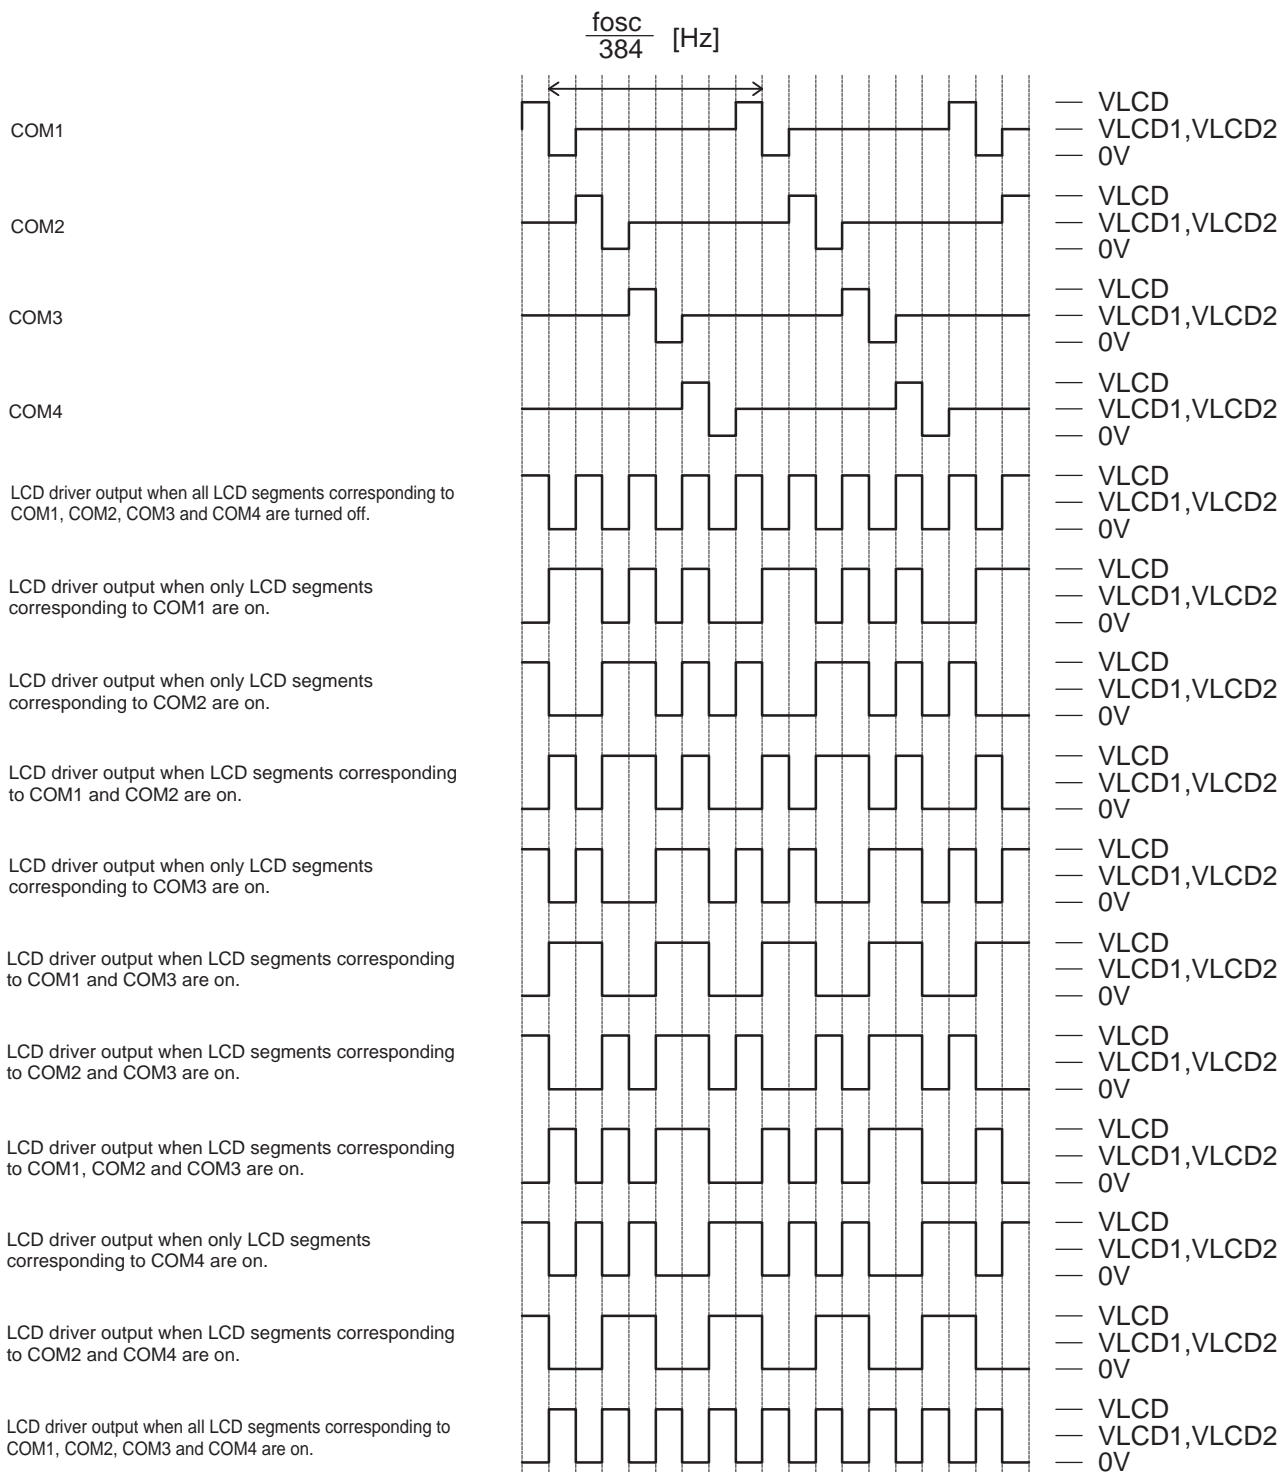 fosc
384 [Hz]
COM1
VLCD
VLCD1,VLCD2
0V
COM2
VLCD
VLCD1,VLCD2
0V
COM3
VLCD
VLCD1,VLCD2
0V
COM4
VLCD
VLCD1,VLCD2
0V
LCD driver output when all LCD segments corresponding to
COM1, COM2, COM3 and COM4 are turned off.
VLCD
VLCD1,VLCD2
0V
LCD driver output when only LCD segments
corresponding to COM1 are on.
VLCD
VLCD1,VLCD2
0V
LCD driver output when only LCD segments
corresponding to COM2 are on.
VLCD
VLCD1,VLCD2
0V
LCD driver output when LCD segments corresponding
to COM1 and COM2 are on.
VLCD
VLCD1,VLCD2
0V
LCD driver output when only LCD segments
corresponding to COM3 are on.
VLCD
VLCD1,VLCD2
0V
LCD driver output when LCD segments corresponding
to COM1 and COM3 are on.
VLCD
VLCD1,VLCD2
0V
LCD driver output when LCD segments corresponding
to COM2 and COM3 are on.
VLCD
VLCD1,VLCD2
0V
LCD driver output when LCD segments corresponding
to COM1, COM2 and COM3 are on.
VLCD
VLCD1,VLCD2
0V
LCD driver output when only LCD segments
corresponding to COM4 are on.
VLCD
VLCD1,VLCD2
0V
LCD driver output when LCD segments corresponding
to COM2 and COM4 are on.
VLCD
VLCD1,VLCD2
0V
LCD driver output when all LCD segments corresponding to
COM1, COM2, COM3 and COM4 are on.
VLCD
VLCD1,VLCD2
0V